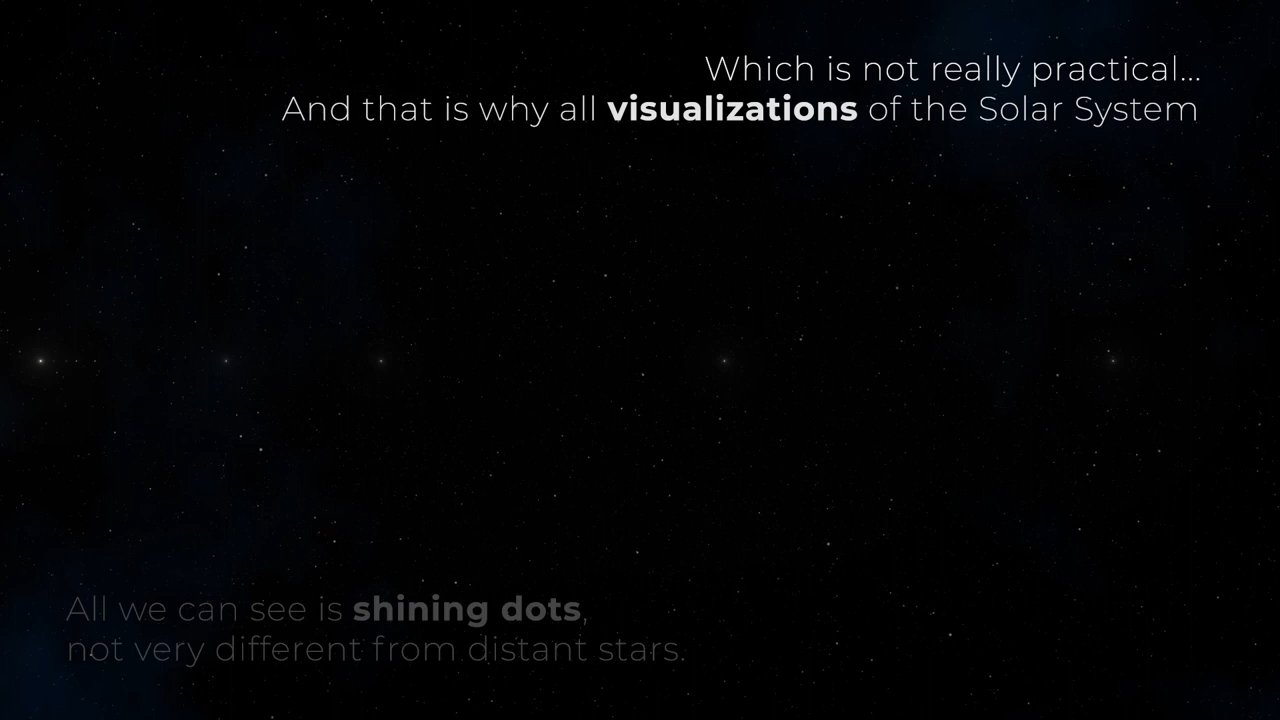 Which is not really practical...
And that is why all visualizations of the Solar System
All we can see is shining dots,
not very different from distant stars.